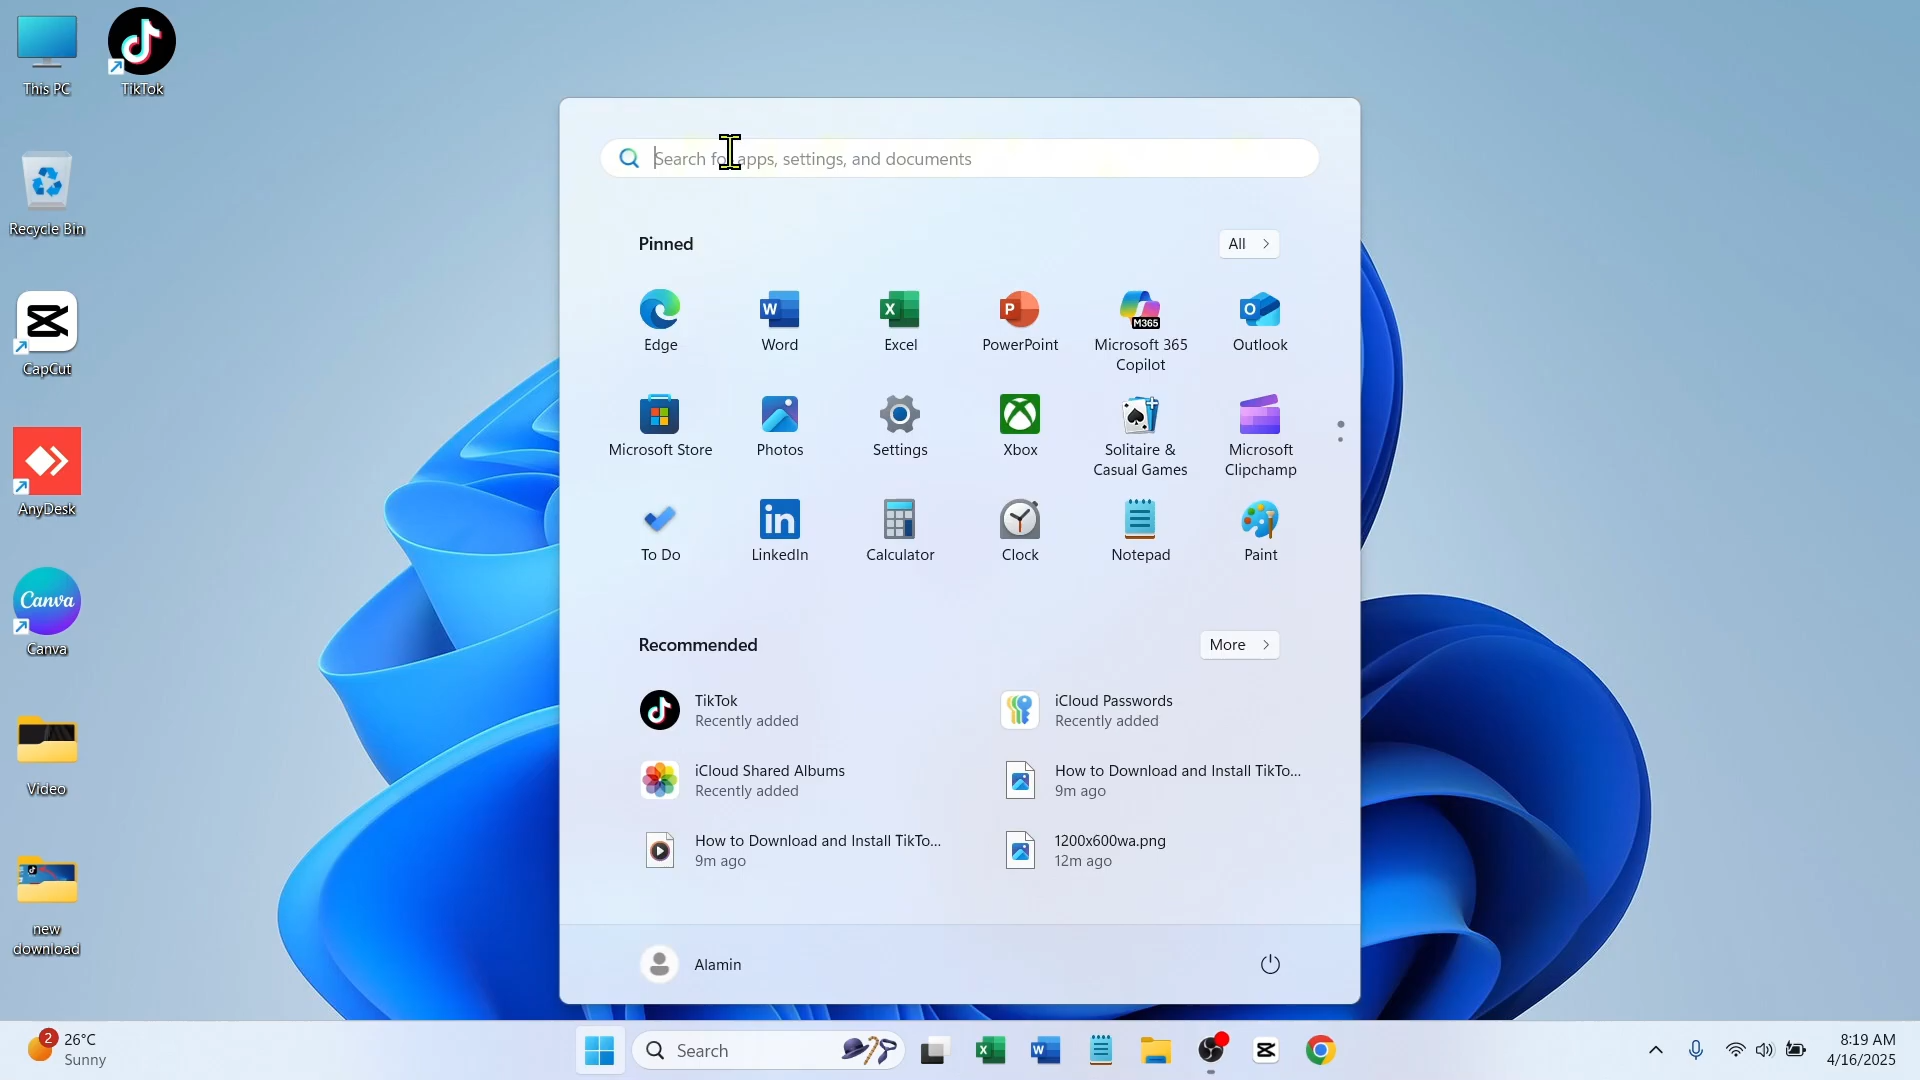 This PC
TikTok
Recycle Bin
CapCut
AnyDesk
Canva
Canva
Video
new
download
Search for apps, settings, and documents
Pinned
All
Edge
Word
Excel
PowerPoint
M365
Microsoft 365
Copilot
Outlook
Microsoft Store
Photos
Settings
Xbox
Solitaire &
Casual Games
Microsoft
Clipchamp
To Do
LinkedIn
Calculator
Clock
Notepad
Paint
Recommended
More
TikTok
Recently added
iCloud Passwords
Recently added
iCloud Shared Albums
Recently added
How to Download and Install TikTo...
9m ago
How to Download and Install TikTo...
9m ago
1200x600wa.png
12m ago
Alamin
2
26°C
Sunny
Search
8:19 AM
4/16/2025